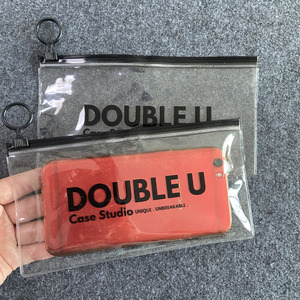 DOUBLE U
Case Studio
DOUBLE U
Case Studio UNIQUE . UNBREAKABLE .